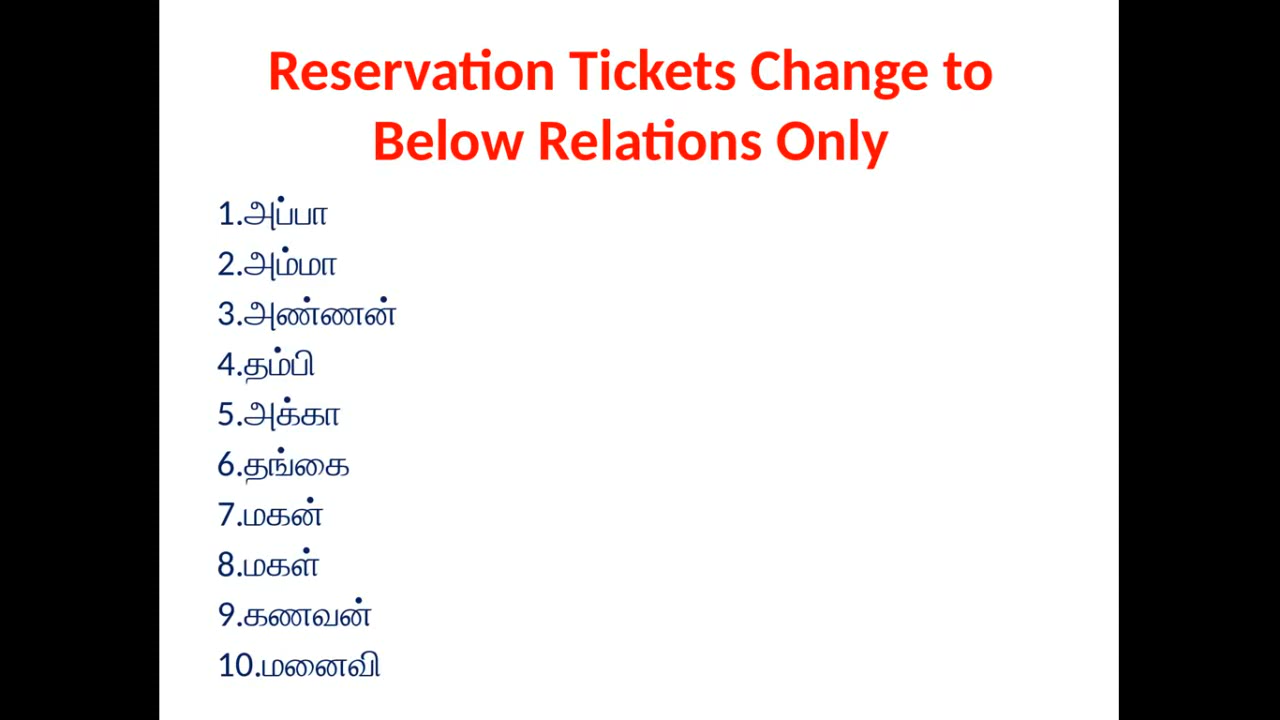 Reservation Tickets Change to
Below Relations Only
1.அப்பா
2.அம்மா
3.அண்ணன்
4.தம்பி
5.அக்கா
6.தங்கை
7.மகன்
8.மகள்
9.கணவன்
10.மனைவி